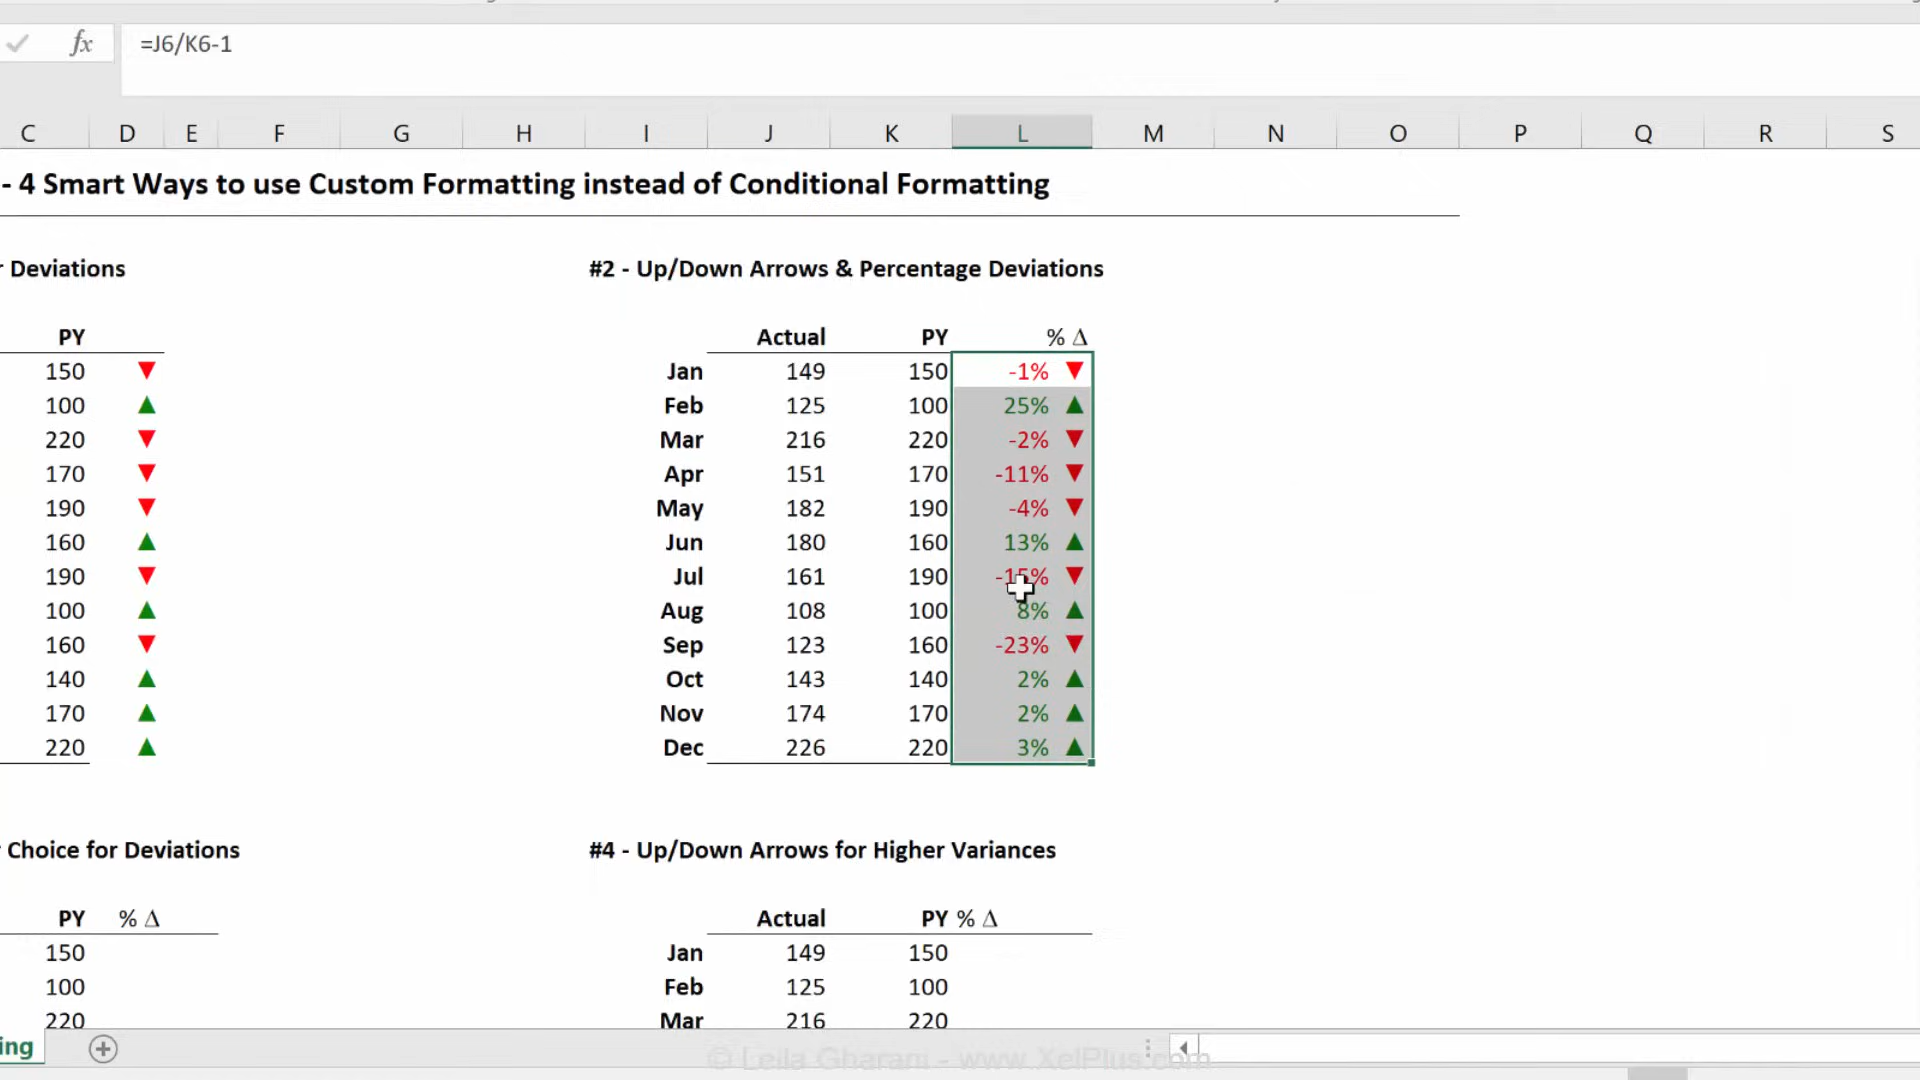 fx =J6/K6-1
C D E F G H I J K L M N O P Q R S
- 4 Smart Ways to use Custom Formatting instead of Conditional Formatting
Deviations #2 - Up/Down Arrows & Percentage Deviations
PY Actual PY % Δ
150 ▼ Jan 149 150 -1% ▼
100 ▲ Feb 125 100 25% ▲
220 ▼ Mar 216 220 -2% ▼
170 ▼ Apr 151 170 -11% ▼
190 ▼ May 182 190 -4% ▼
160 ▲ Jun 180 160 13% ▲
190 ▼ Jul 161 190 -15% ▼
100 ▲ Aug 108 100 8% ▲
160 ▼ Sep 123 160 -23% ▼
140 ▲ Oct 143 140 2% ▲
170 ▲ Nov 174 170 2% ▲
220 ▲ Dec 226 220 3% ▲
Choice for Deviations #4 - Up/Down Arrows for Higher Variances
PY % Δ Actual PY % Δ
150 Jan 149 150
100 Feb 125 100
220 Mar 216 220
ing
© Leila Gharani - www.XelPlus.com